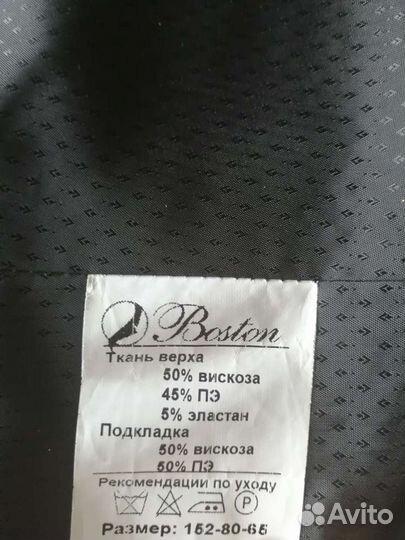 Boston
Ткань верха
50% вискоза
45% ПЭ
5% эластан
Подкладка
50% вискоза
50% ПЭ
Рекомендации по уходу
P
Размер: 152-80-66
Avito